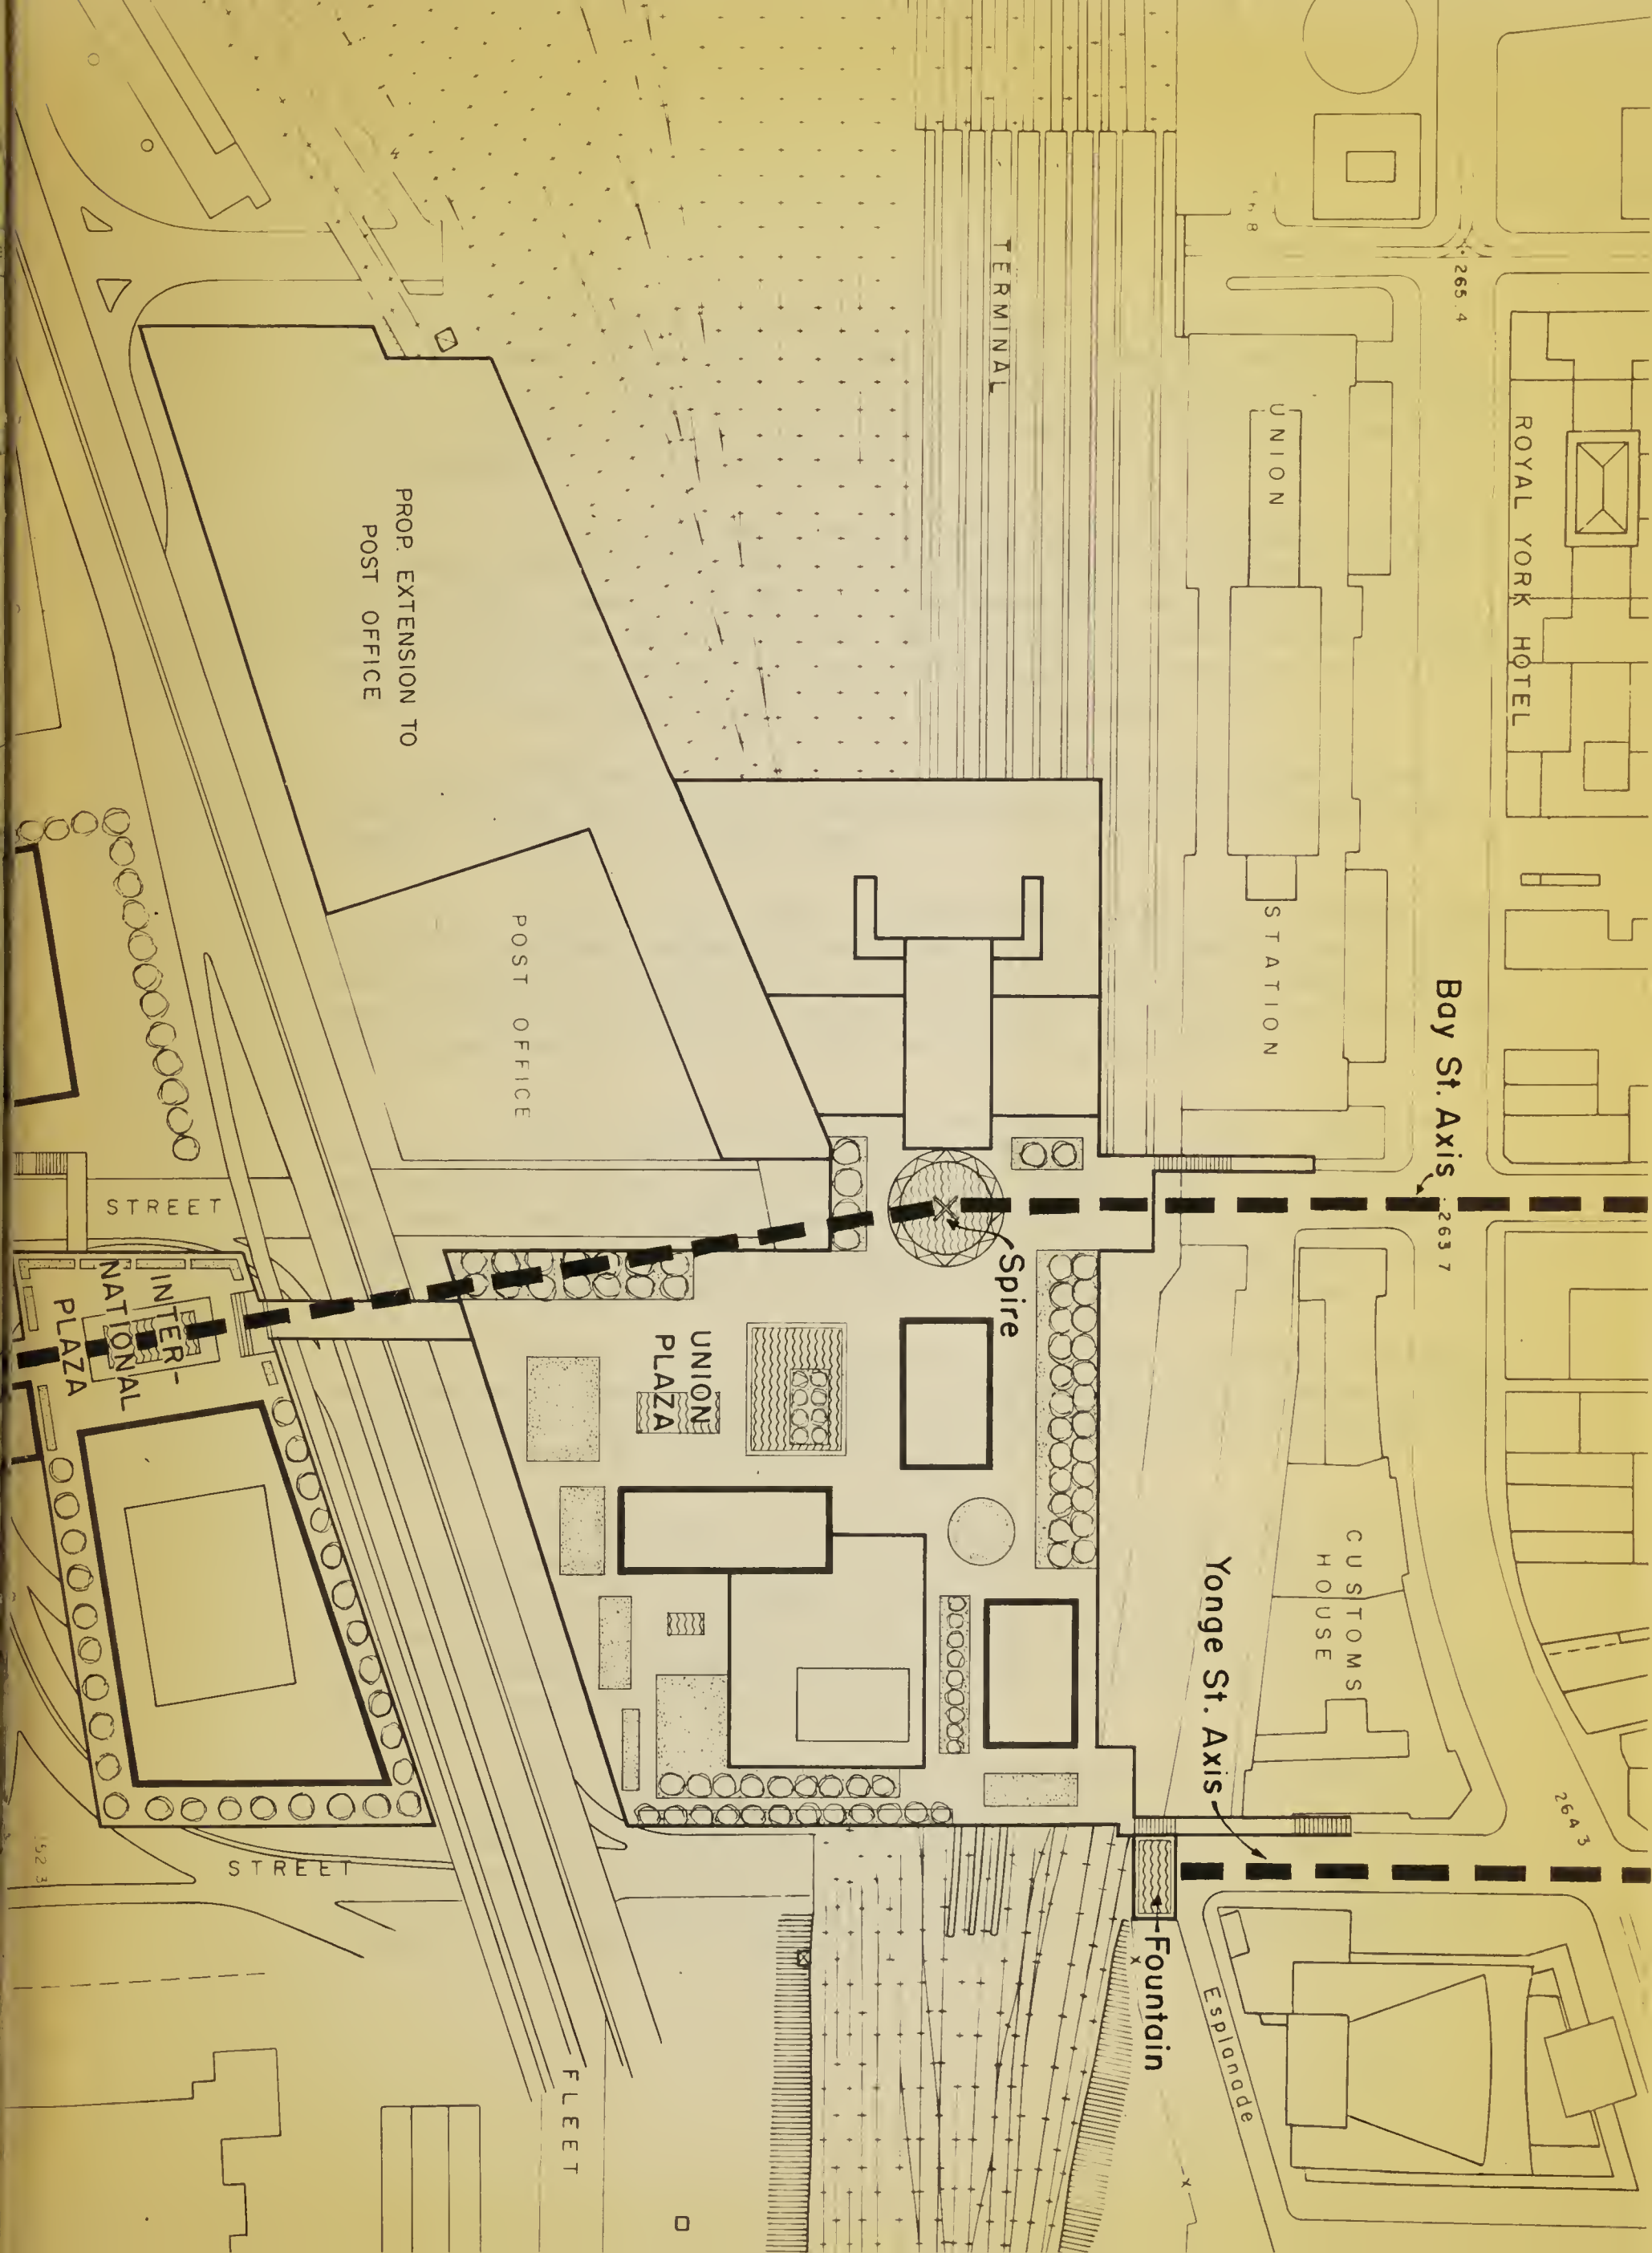 ROYAL YORK HOTEL
265.4
Bay St. Axis
263 7
UNION
STATION
TERMINAL
CUSTOMS
HOUSE
264 3
Yonge St. Axis
Spire
Fountain
Esplanade
PROP. EXTENSION TO
POST OFFICE
POST OFFICE
UNION
PLAZA
STREET
INTER-
NATIONAL
PLAZA
STREET
FLEET